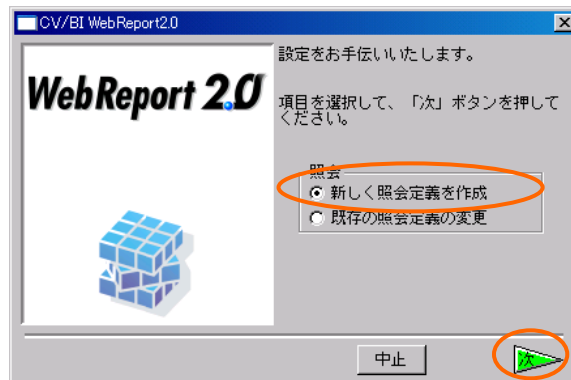 CV/BI WebReport2.0
WebReport 2.0
設定をお手伝いいたします。
項目を選択して、「次」ボタンを押して
ください。
照会
新しく照会定義を作成
既存の照会定義の変更
中止
次